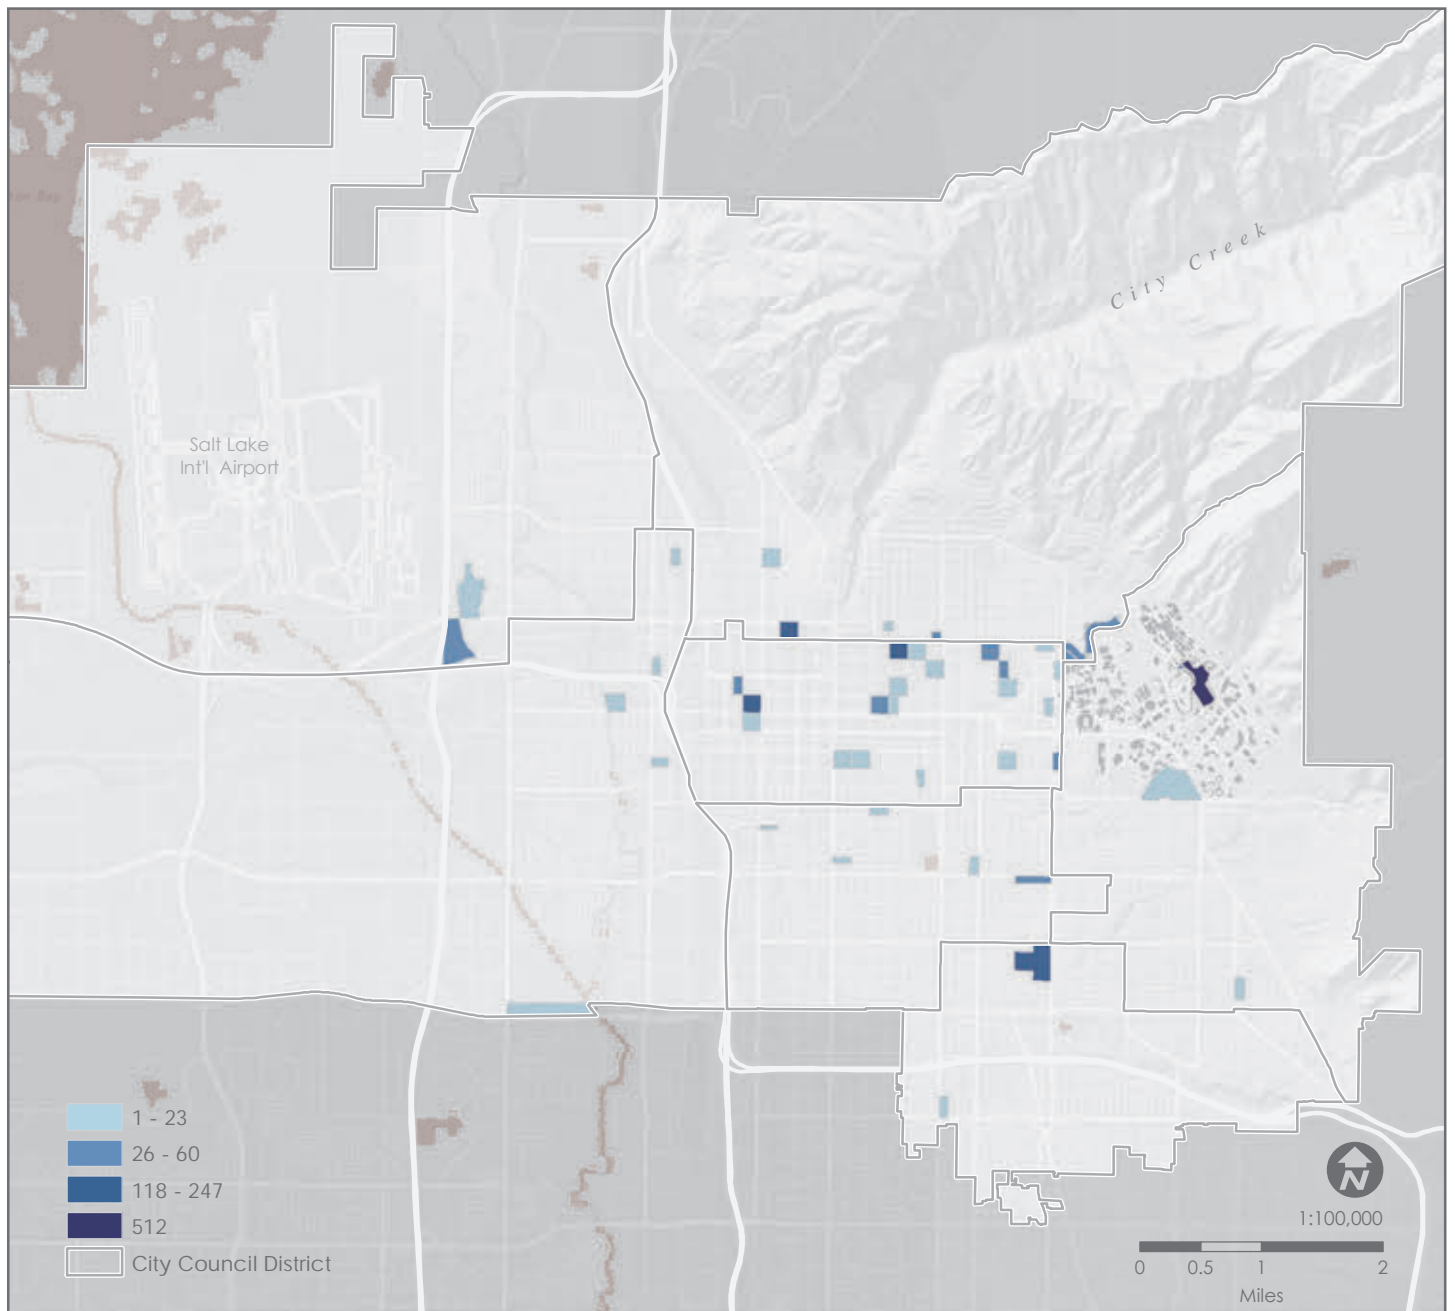 City Creek
Salt Lake
Int'l Airport
1 - 23
26 - 60
118 - 247
512
City Council District
N
1:100,000
0 0.5 1 2
Miles